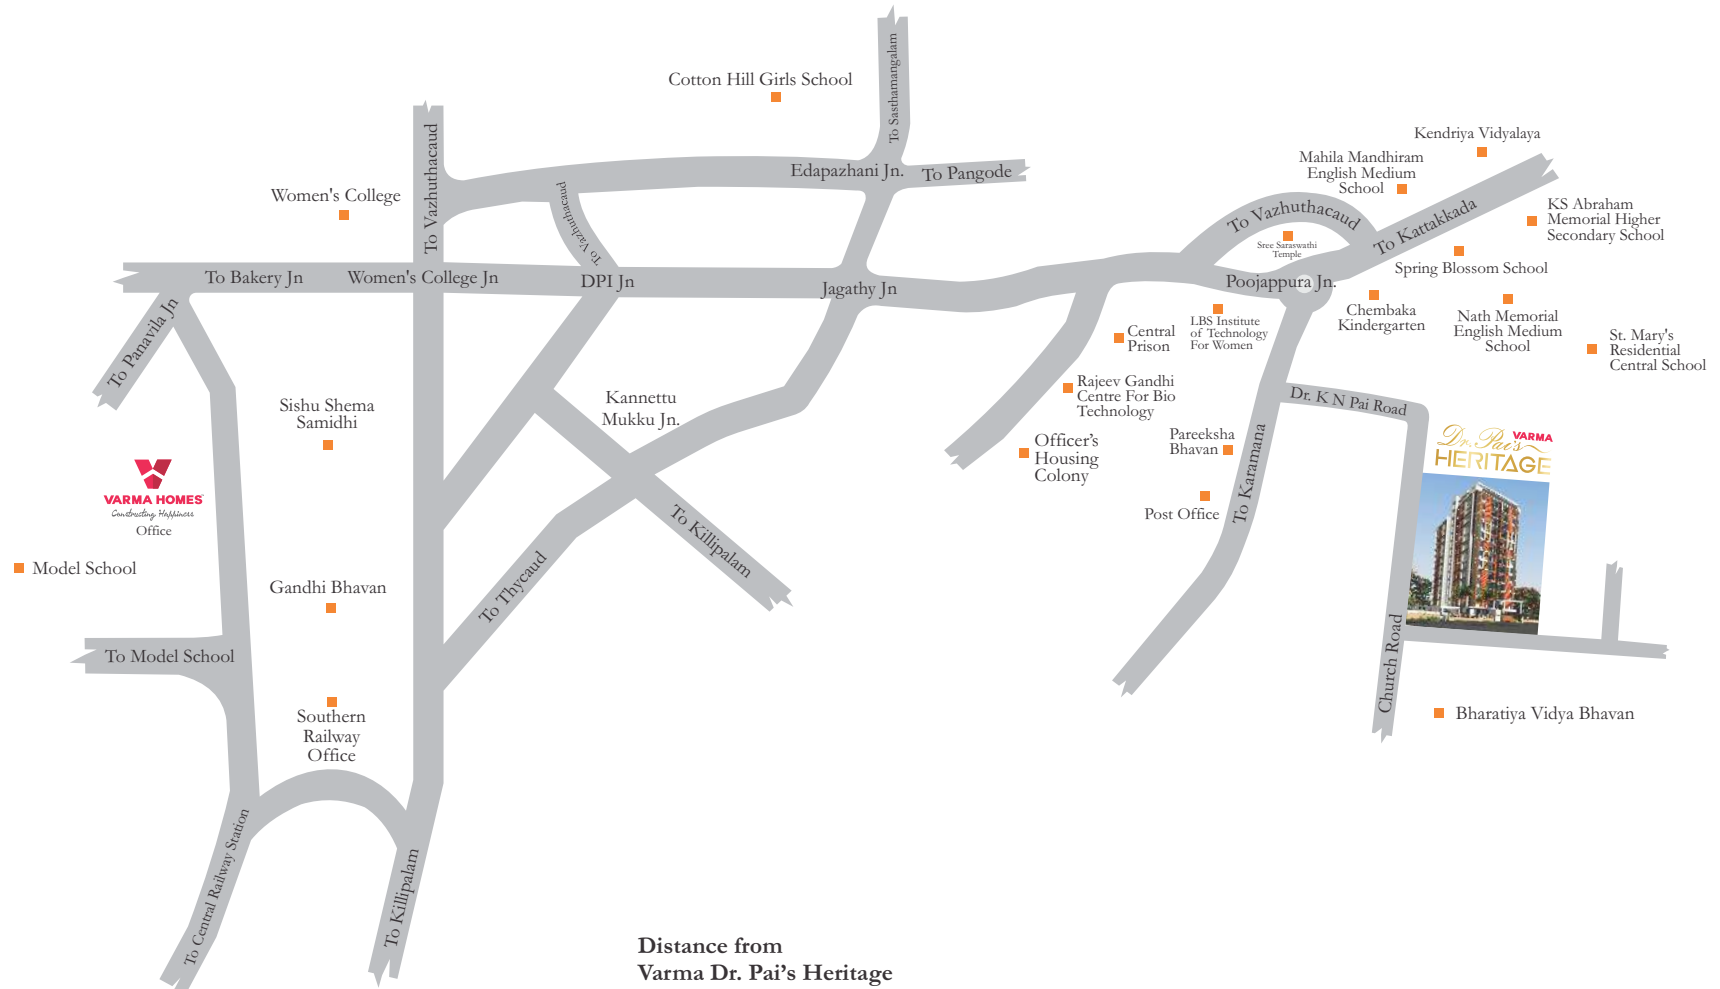 Cotton Hill Girls School
To Sasthamangalam
Edapazhani Jn.
To Pangode
To Vazhuthacaud
Women's College
To Vazhuthacaud
To Bakery Jn
Women's College Jn
DPI Jn
Jagathy Jn
To Panavila Jn
Kendriya Vidyalaya
Mahila Mandhiram
English Medium
School
To Vazhuthacaud
Sree Saraswathi
Temple
To Kattakkada
KS Abraham
Memorial Higher
Secondary School
Spring Blossom School
Poojappura Jn.
Chembaka
Kindergarten
Nath Memorial
English Medium
School
St. Mary's
Residential
Central School
LBS Institute
of Technology
For Women
Central
Prison
Rajeev Gandhi
Centre For Bio
Technology
Officer's
Housing
Colony
Pareeksha
Bhavan
Post Office
To Karamana
Dr. K N Pai Road
Dr. Pai's
VARMA
HERITAGE
Church Road
Bharatiya Vidya Bhavan
Sishu Shema
Samidhi
Kannettu
Mukku Jn.
To Killipalam
To Thycaud
VARMA HOMES
Constructing Happiness
Office
Model School
Gandhi Bhavan
To Model School
Southern
Railway
Office
To Central Railway Station
To Killipalam
Distance from
Varma Dr. Pai’s Heritage